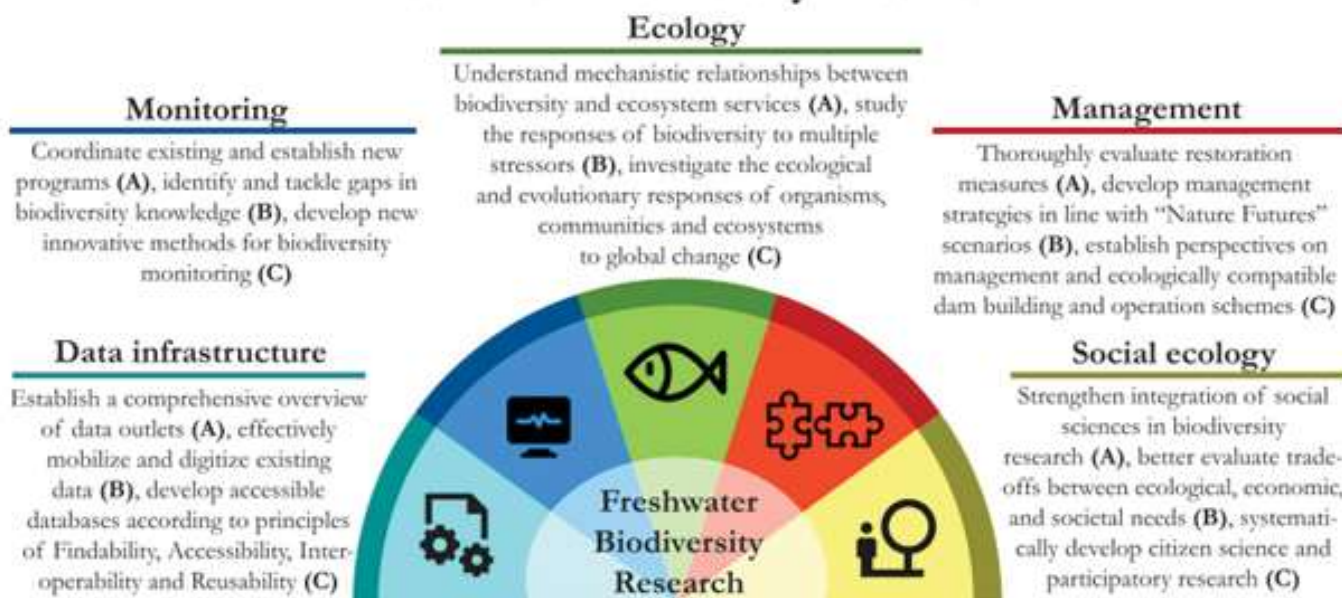 Ecology
Understand mechanistic relationships between
biodiversity and ecosystem services (A), study
the responses of biodiversity to multiple
stressors (B), investigate the ecological
and evolutionary responses of organisms,
communities and ecosystems
to global change (C)
Monitoring
Coordinate existing and establish new
programs (A), identify and tackle gaps in
biodiversity knowledge (B), develop new
innovative methods for biodiversity
monitoring (C)
Management
Thoroughly evaluate restoration
measures (A), develop management
strategies in line with “Nature Futures”
scenarios (B), establish perspectives on
management and ecologically compatible
dam building and operation schemes (C)
Data infrastructure
Establish a comprehensive overview
of data outlets (A), effectively
mobilize and digitize existing
data (B), develop accessible
databases according to principles
of Findability, Accessibility, Inter-
operability and Reusability (C)
Social ecology
Strengthen integration of social
sciences in biodiversity
research (A), better evaluate trade-
offs between ecological, economic,
and societal needs (B), systemati-
cally develop citizen science and
participatory research (C)
Freshwater
Biodiversity
Research